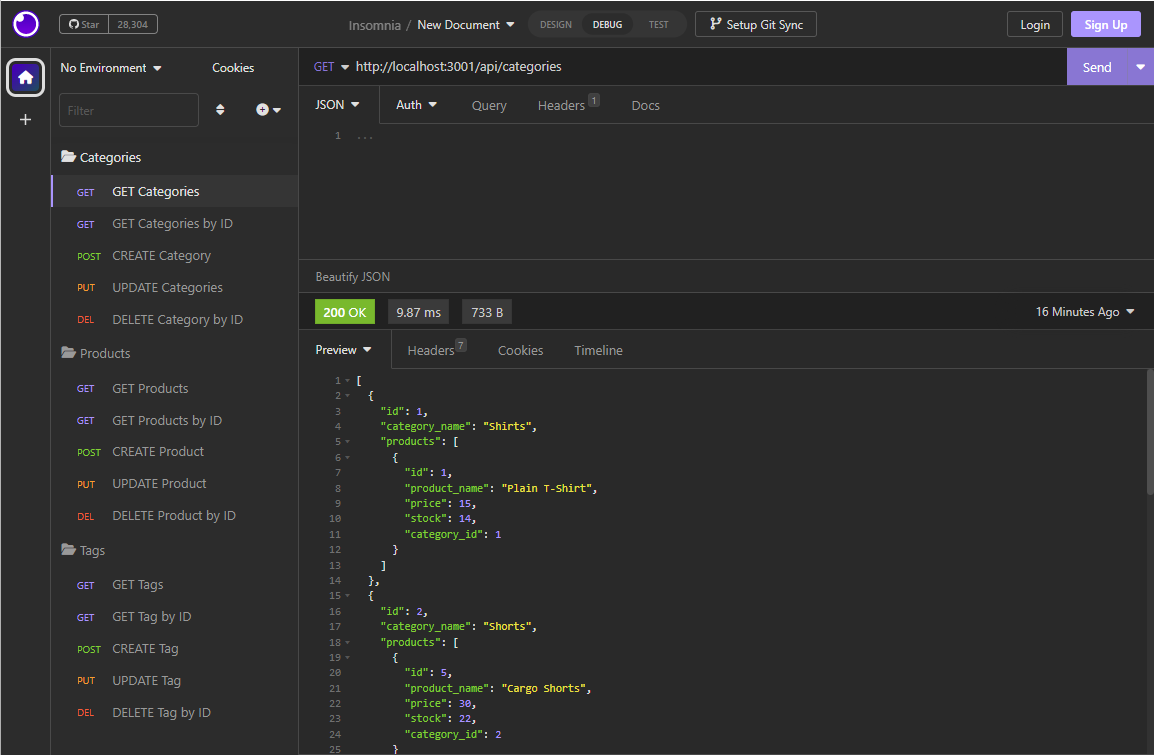 Star 28,304
Insomnia / New Document
DESIGN DEBUG TEST
Setup Git Sync
Login
Sign Up
No Environment
Cookies
Filter
Categories
GET GET Categories
GET GET Categories by ID
POST CREATE Category
PUT UPDATE Categories
DEL DELETE Category by ID
Products
GET GET Products
GET GET Products by ID
POST CREATE Product
PUT UPDATE Product
DEL DELETE Product by ID
Tags
GET GET Tags
GET GET Tag by ID
POST CREATE Tag
PUT UPDATE Tag
DEL DELETE Tag by ID
GET http://localhost:3001/api/categories
Send
JSON Auth Query Headers 1 Docs
1 ...
Beautify JSON
200 OK 9.87 ms 733 B
16 Minutes Ago
Preview Headers 7 Cookies Timeline
1 [
2 {
3 "id": 1,
4 "category_name": "Shirts",
5 "products": [
6 {
7 "id": 1,
8 "product_name": "Plain T-Shirt",
9 "price": 15,
10 "stock": 14,
11 "category_id": 1
12 }
13 ]
14 },
15 {
16 "id": 2,
17 "category_name": "Shorts",
18 "products": [
19 {
20 "id": 5,
21 "product_name": "Cargo Shorts",
22 "price": 30,
23 "stock": 22,
24 "category_id": 2
25 }